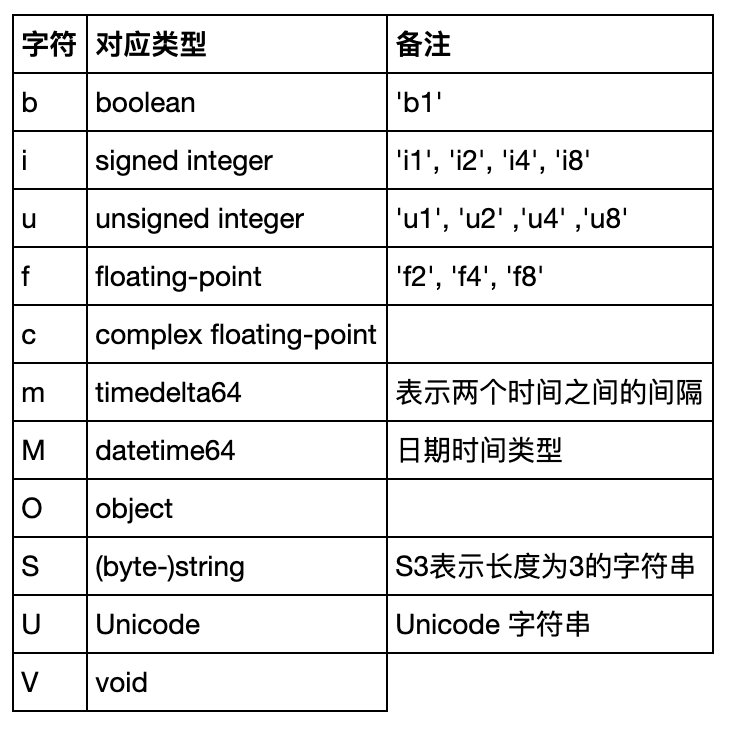 字符 对应类型 备注
b boolean 'b1'
i signed integer 'i1', 'i2', 'i4', 'i8'
u unsigned integer 'u1', 'u2' ,'u4' ,'u8'
f floating-point 'f2', 'f4', 'f8'
c complex floating-point
m timedelta64 表示两个时间之间的间隔
M datetime64 日期时间类型
O object
S (byte-)string S3表示长度为3的字符串
U Unicode Unicode 字符串
V void